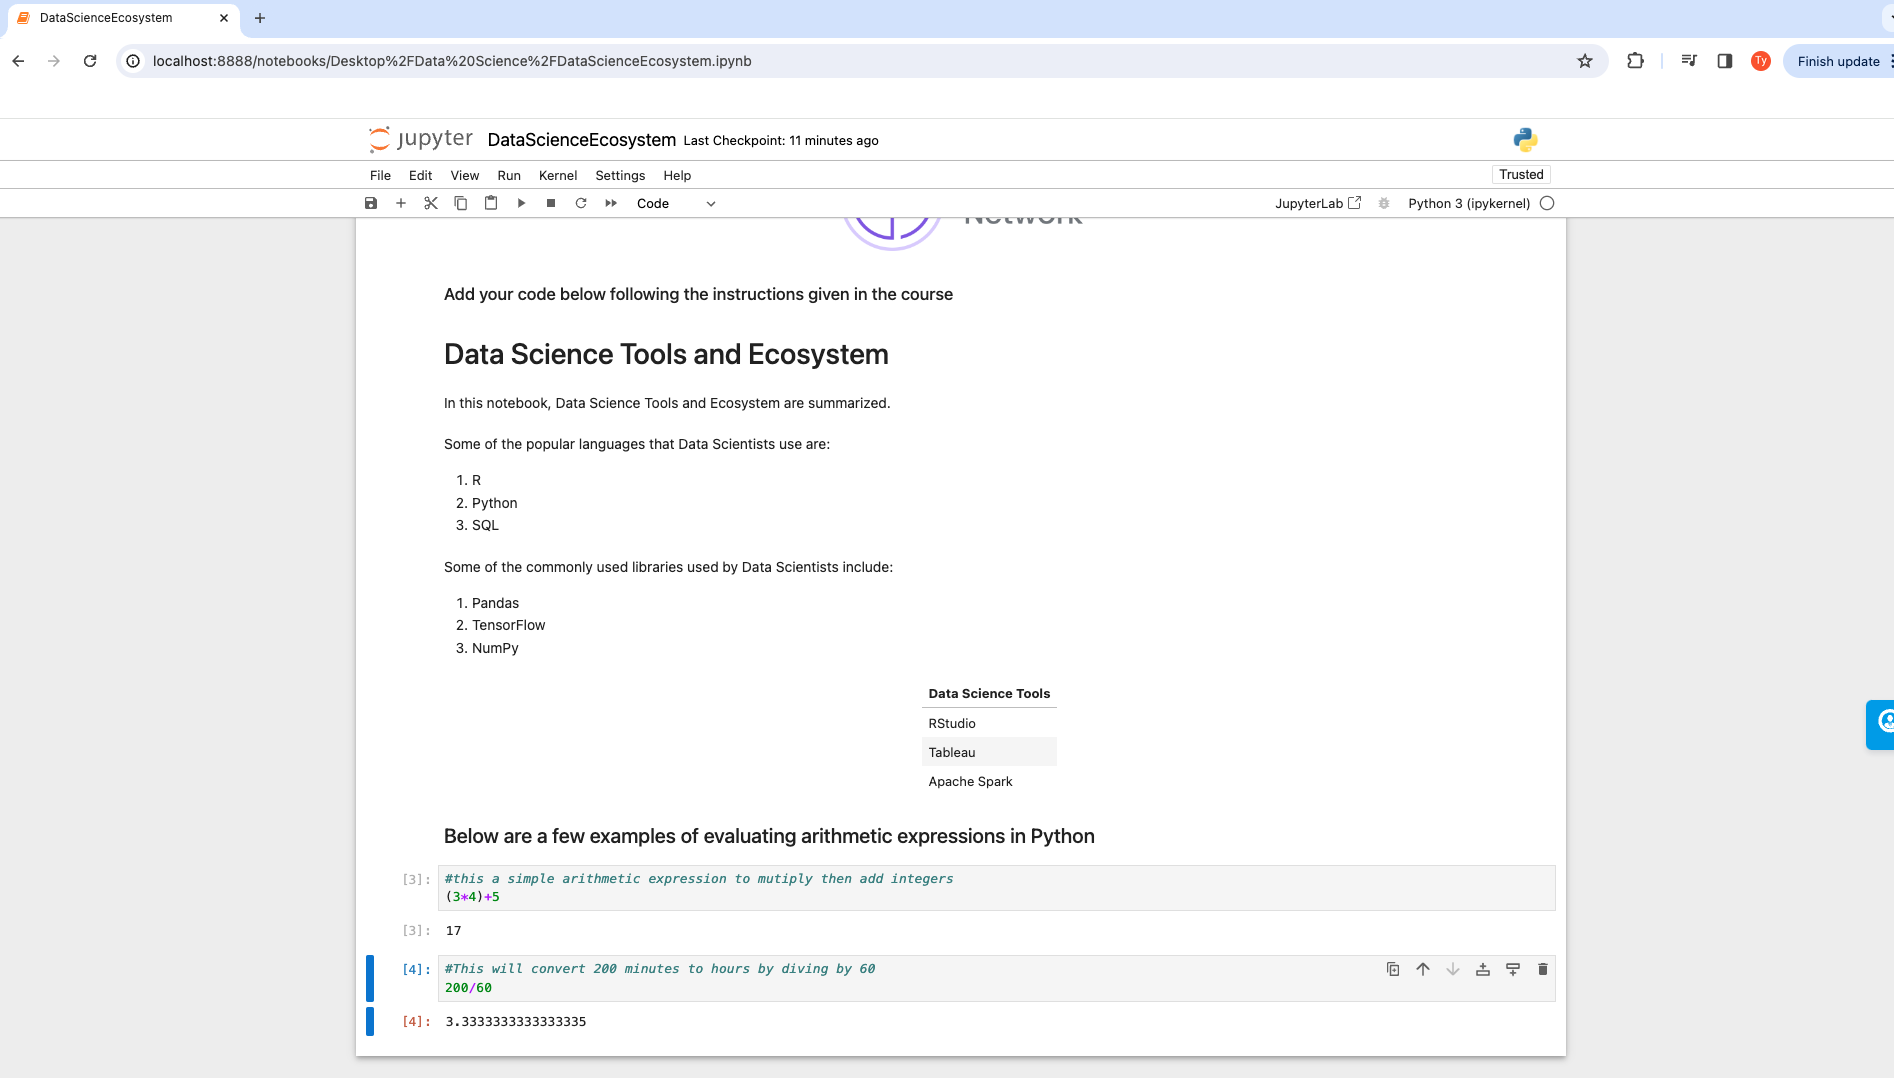 DataScienceEcosystem
localhost:8888/notebooks/Desktop%2FData%20Science%2FDataScienceEcosystem.ipynb
Ty
Finish update
jupyter DataScienceEcosystem Last Checkpoint: 11 minutes ago
File Edit View Run Kernel Settings Help
Trusted
Code
JupyterLab
Python 3 (ipykernel)
Network
Add your code below following the instructions given in the course
Data Science Tools and Ecosystem
In this notebook, Data Science Tools and Ecosystem are summarized.
Some of the popular languages that Data Scientists use are:
1. R
2. Python
3. SQL
Some of the commonly used libraries used by Data Scientists include:
1. Pandas
2. TensorFlow
3. NumPy
Data Science Tools
RStudio
Tableau
Apache Spark
Below are a few examples of evaluating arithmetic expressions in Python
[3]: #this a simple arithmetic expression to mutiply then add integers
(3*4)+5
[3]: 17
[4]: #This will convert 200 minutes to hours by diving by 60
200/60
[4]: 3.3333333333333335